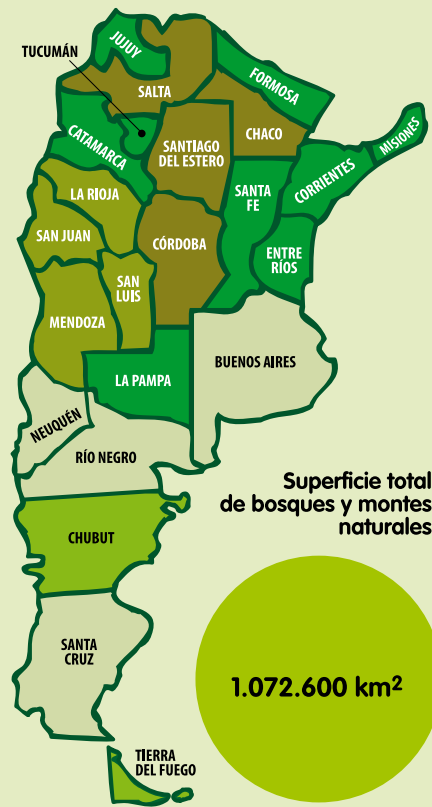 JUJUY
TUCUMÁN
SALTA
FORMOSA
CHACO
MISIONES
CATAMARCA
SANTIAGO
DEL ESTERO
CORRIENTES
LA RIOJA
SANTA
FE
SAN JUAN
CÓRDOBA
ENTRE
RÍOS
SAN
LUIS
MENDOZA
BUENOS AIRES
LA PAMPA
NEUQUÉN
RÍO NEGRO
Superficie total
de bosques y montes
naturales
CHUBUT
SANTA
CRUZ
1.072.600 km²
TIERRA
DEL FUEGO